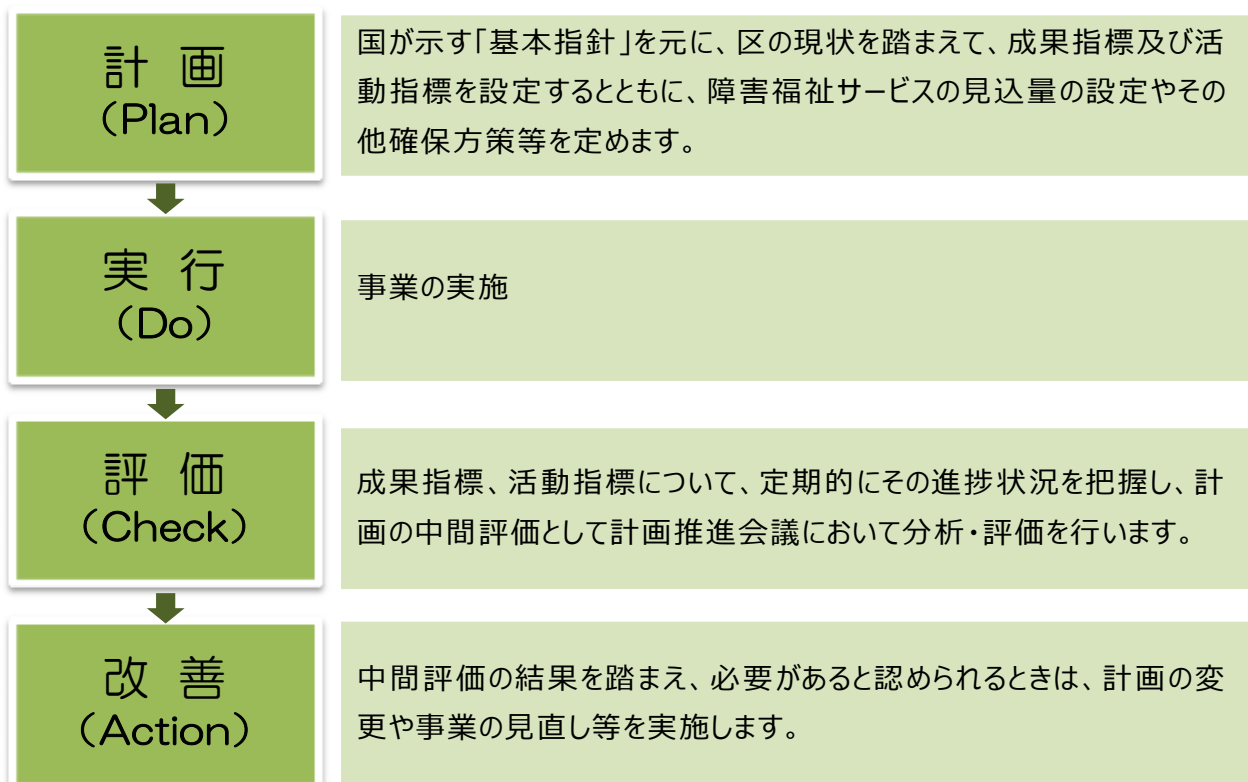 計 画
(Plan)
国が示す「基本指針」を元に、区の現状を踏まえて、成果指標及び活
動指標を設定するとともに、障害福祉サービスの見込量の設定やその
他確保方策等を定めます。
実 行
(Do)
事業の実施
評 価
(Check)
成果指標、活動指標について、定期的にその進捗状況を把握し、計
画の中間評価として計画推進会議において分析・評価を行います。
改 善
(Action)
中間評価の結果を踏まえ、必要があると認められるときは、計画の変
更や事業の見直し等を実施します。